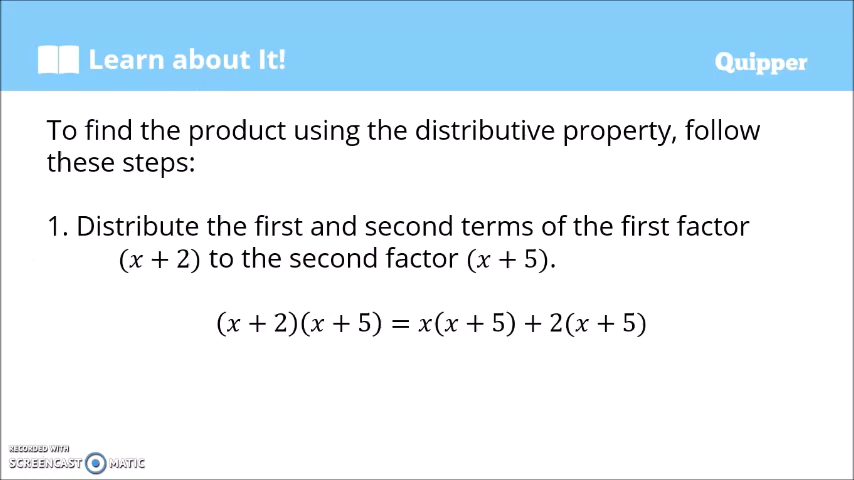 Learn about It!
Quipper
To find the product using the distributive property, follow
these steps:
1. Distribute the first and second terms of the first factor
(x + 2) to the second factor (x + 5).
(x + 2)(x + 5) = x(x + 5) + 2(x + 5)
RECORDED WITH
SCREENCAST MATIC